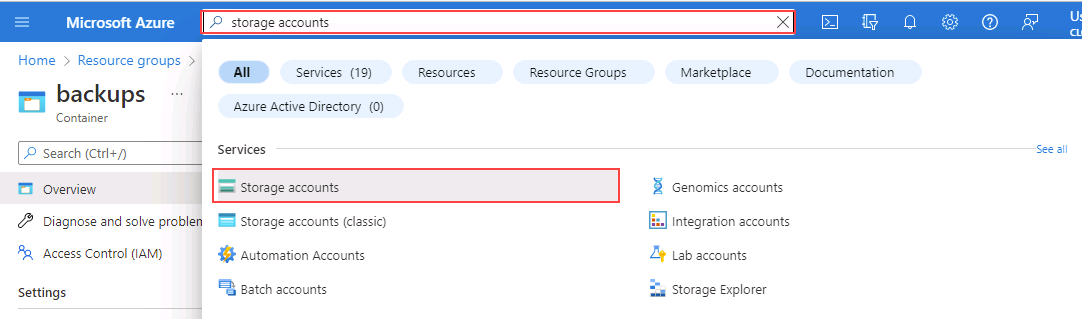 Microsoft Azure
storage accounts
Us
CL
Home
Resource groups
backups
...
Container
Search (Ctrl+/)
Overview
Diagnose and solve problem
Access Control (IAM)
Settings
All
Services (19)
Resources
Resource Groups
Marketplace
Documentation
Azure Active Directory (0)
Services
See all
Storage accounts
Genomics accounts
Storage accounts (classic)
Integration accounts
Automation Accounts
Lab accounts
Batch accounts
Storage Explorer